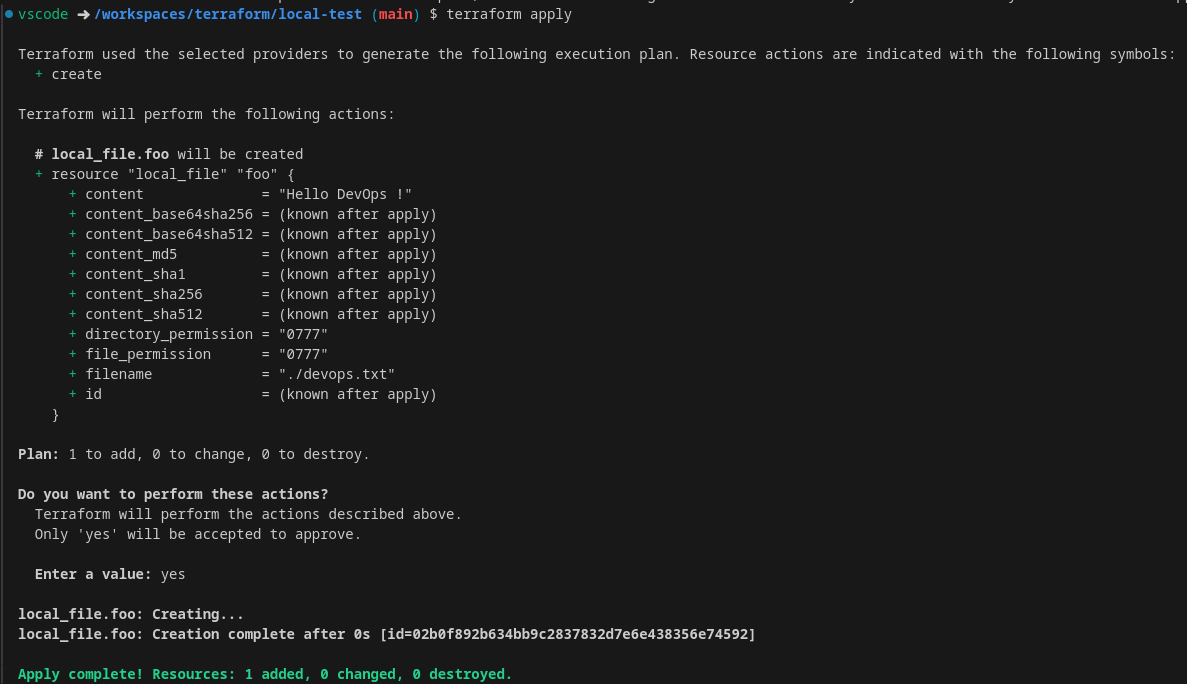 vscode ➜ /workspaces/terraform/local-test (main) $ terraform apply
Terraform used the selected providers to generate the following execution plan. Resource actions are indicated with the following symbols:
+ create
Terraform will perform the following actions:
# local_file.foo will be created
+ resource "local_file" "foo" {
+ content              = "Hello DevOps !"
+ content_base64sha256 = (known after apply)
+ content_base64sha512 = (known after apply)
+ content_md5          = (known after apply)
+ content_sha1         = (known after apply)
+ content_sha256       = (known after apply)
+ content_sha512       = (known after apply)
+ directory_permission = "0777"
+ file_permission      = "0777"
+ filename             = "./devops.txt"
+ id                   = (known after apply)
}
Plan: 1 to add, 0 to change, 0 to destroy.
Do you want to perform these actions?
Terraform will perform the actions described above.
Only 'yes' will be accepted to approve.
Enter a value: yes
local_file.foo: Creating...
local_file.foo: Creation complete after 0s [id=02b0f892b634bb9c2837832d7e6e438356e74592]
Apply complete! Resources: 1 added, 0 changed, 0 destroyed.